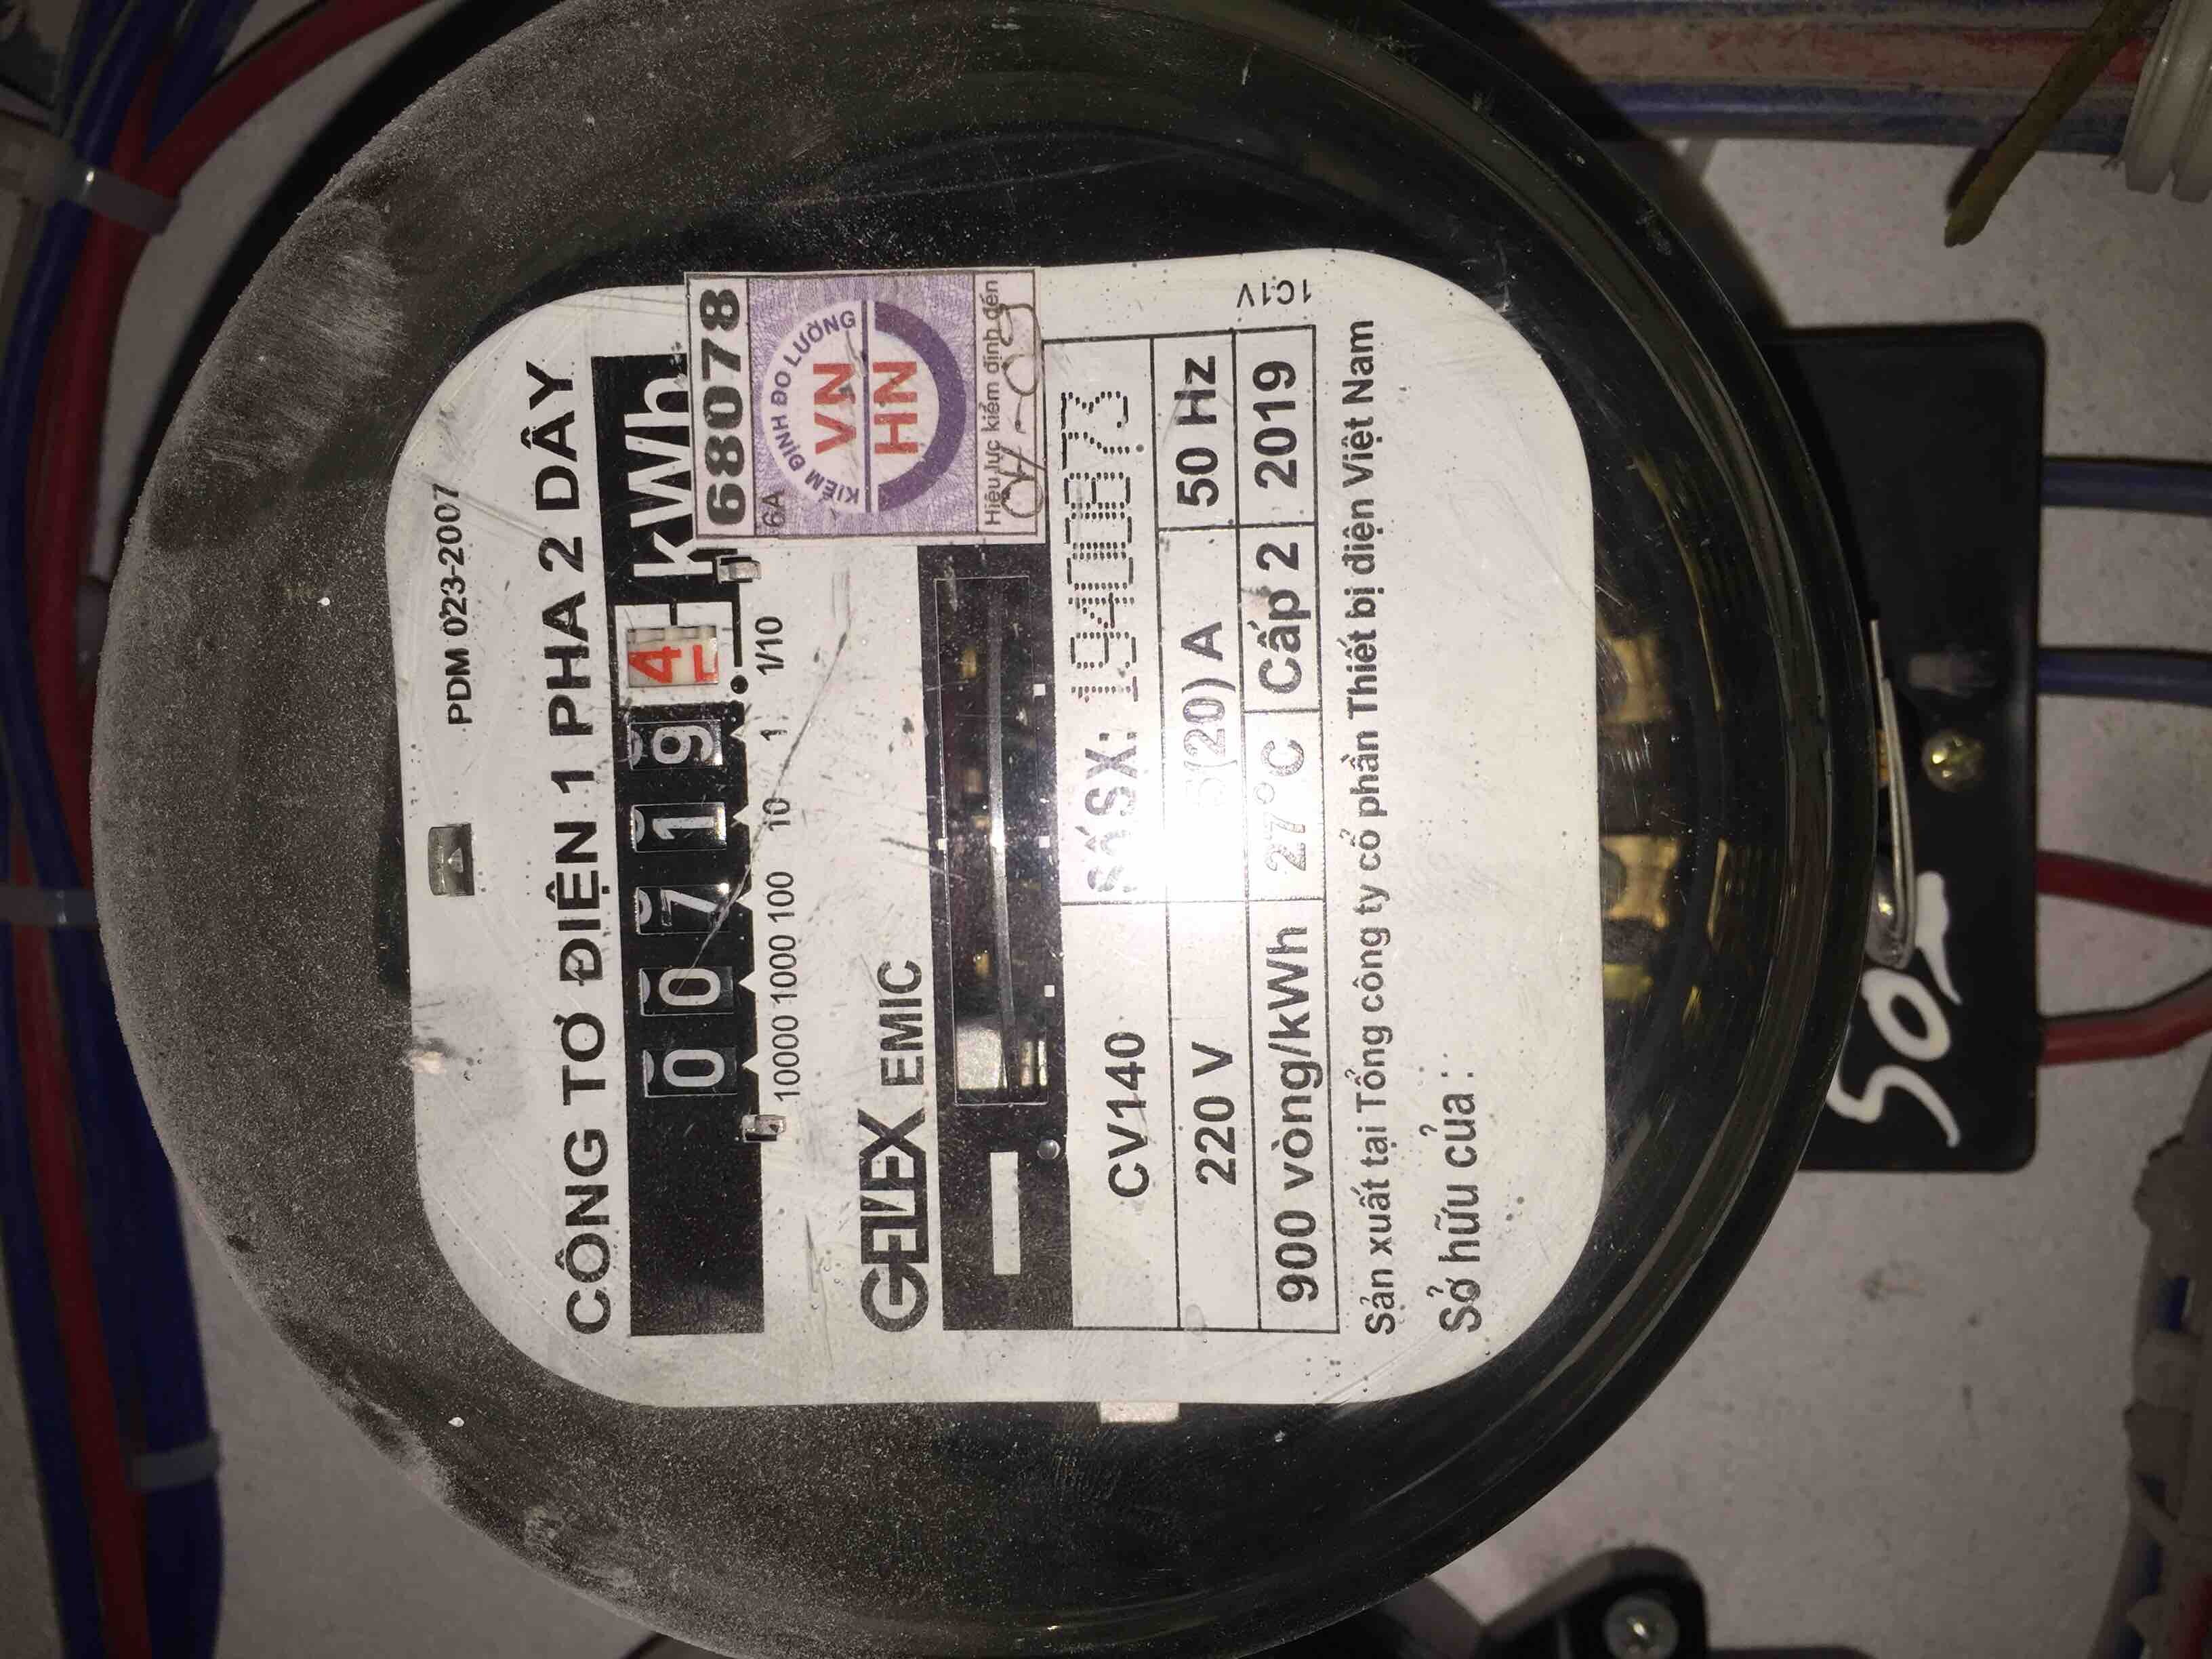 PDM 023-2007
CÔNG TƠ ĐIỆN 1 PHA 2 DÂY
0 0 7 1 9 4 kWh
10000 1000 100 10 1 1/10
680078
6A
KIỂM ĐỊNH ĐO LƯỜNG
VN
HN
Hiệu lực kiểm định đến
GELEX EMIC
CV140 Số SX: 19400873
220 V 5(20) A 50 Hz
900 vòng/kWh 27°C Cấp 2 2019
1C1V
Sản xuất tại Tổng công ty cổ phần Thiết bị điện Việt Nam
Sở hữu của :